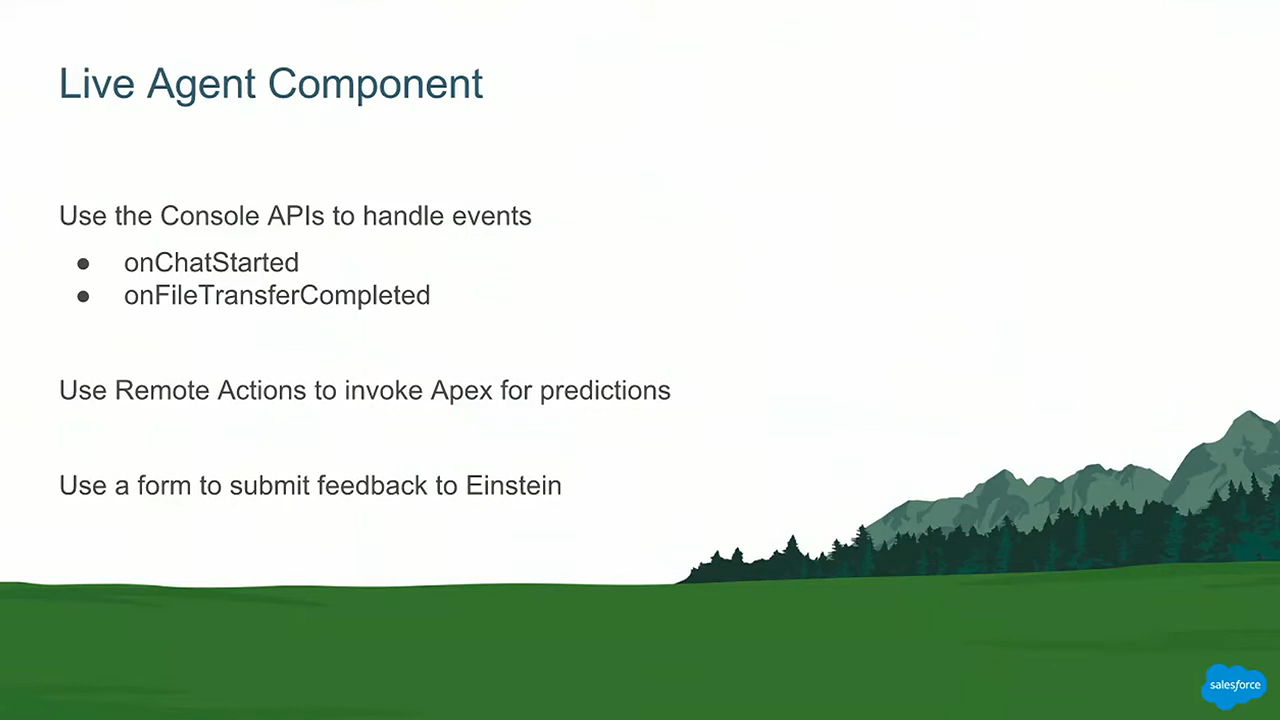 Live Agent Component
Use the Console APIs to handle events
● onChatStarted
● onFileTransferCompleted
Use Remote Actions to invoke Apex for predictions
Use a form to submit feedback to Einstein
salesforce